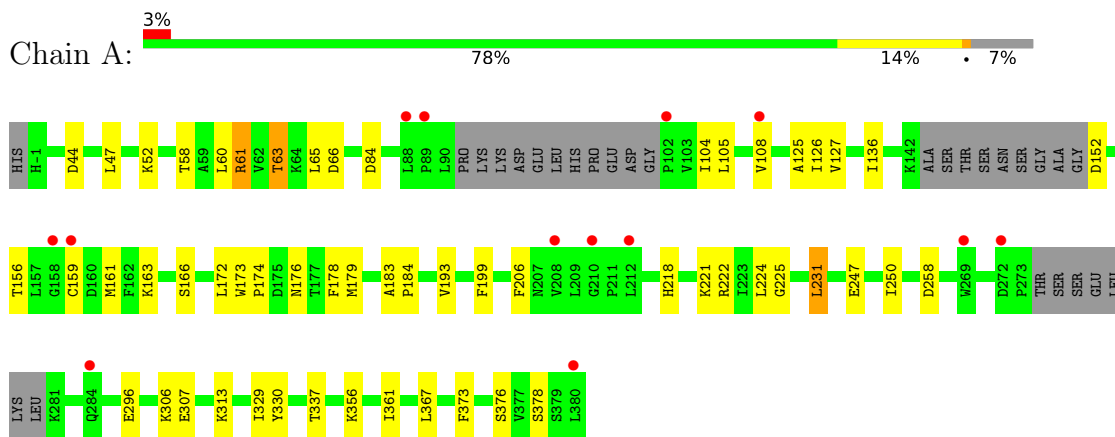 3%
Chain A:
78% 14% • 7%
HIS H-1 D44 L47 K52 T58 A59 L60 R61 V62 T63 K64 L65 D66 D84 L88 P89 L90 PRO LYS LYS ASP GLU LEU HIS PRO GLU ASP GLY P102 V103 I104 L105 V108 A125 I126 V127 I136 K142 ALA SER THR SER ASN SER GLY ALA GLY D152
T156 L157 G158 C159 D160 M161 F162 K163 S166 L172 W173 P174 D175 N176 T177 F178 M179 A183 P184 V193 F199 F206 N207 V208 L209 G210 P211 L212 H218 K221 R222 I223 L224 G225 L231 E247 I250 D258 W269 D272 P273 THR SER SER GLU LEU
LYS LEU K281 Q284 E296 K306 E307 K313 I329 Y330 T337 K356 I361 L367 F373 S376 V377 S378 S379 L380